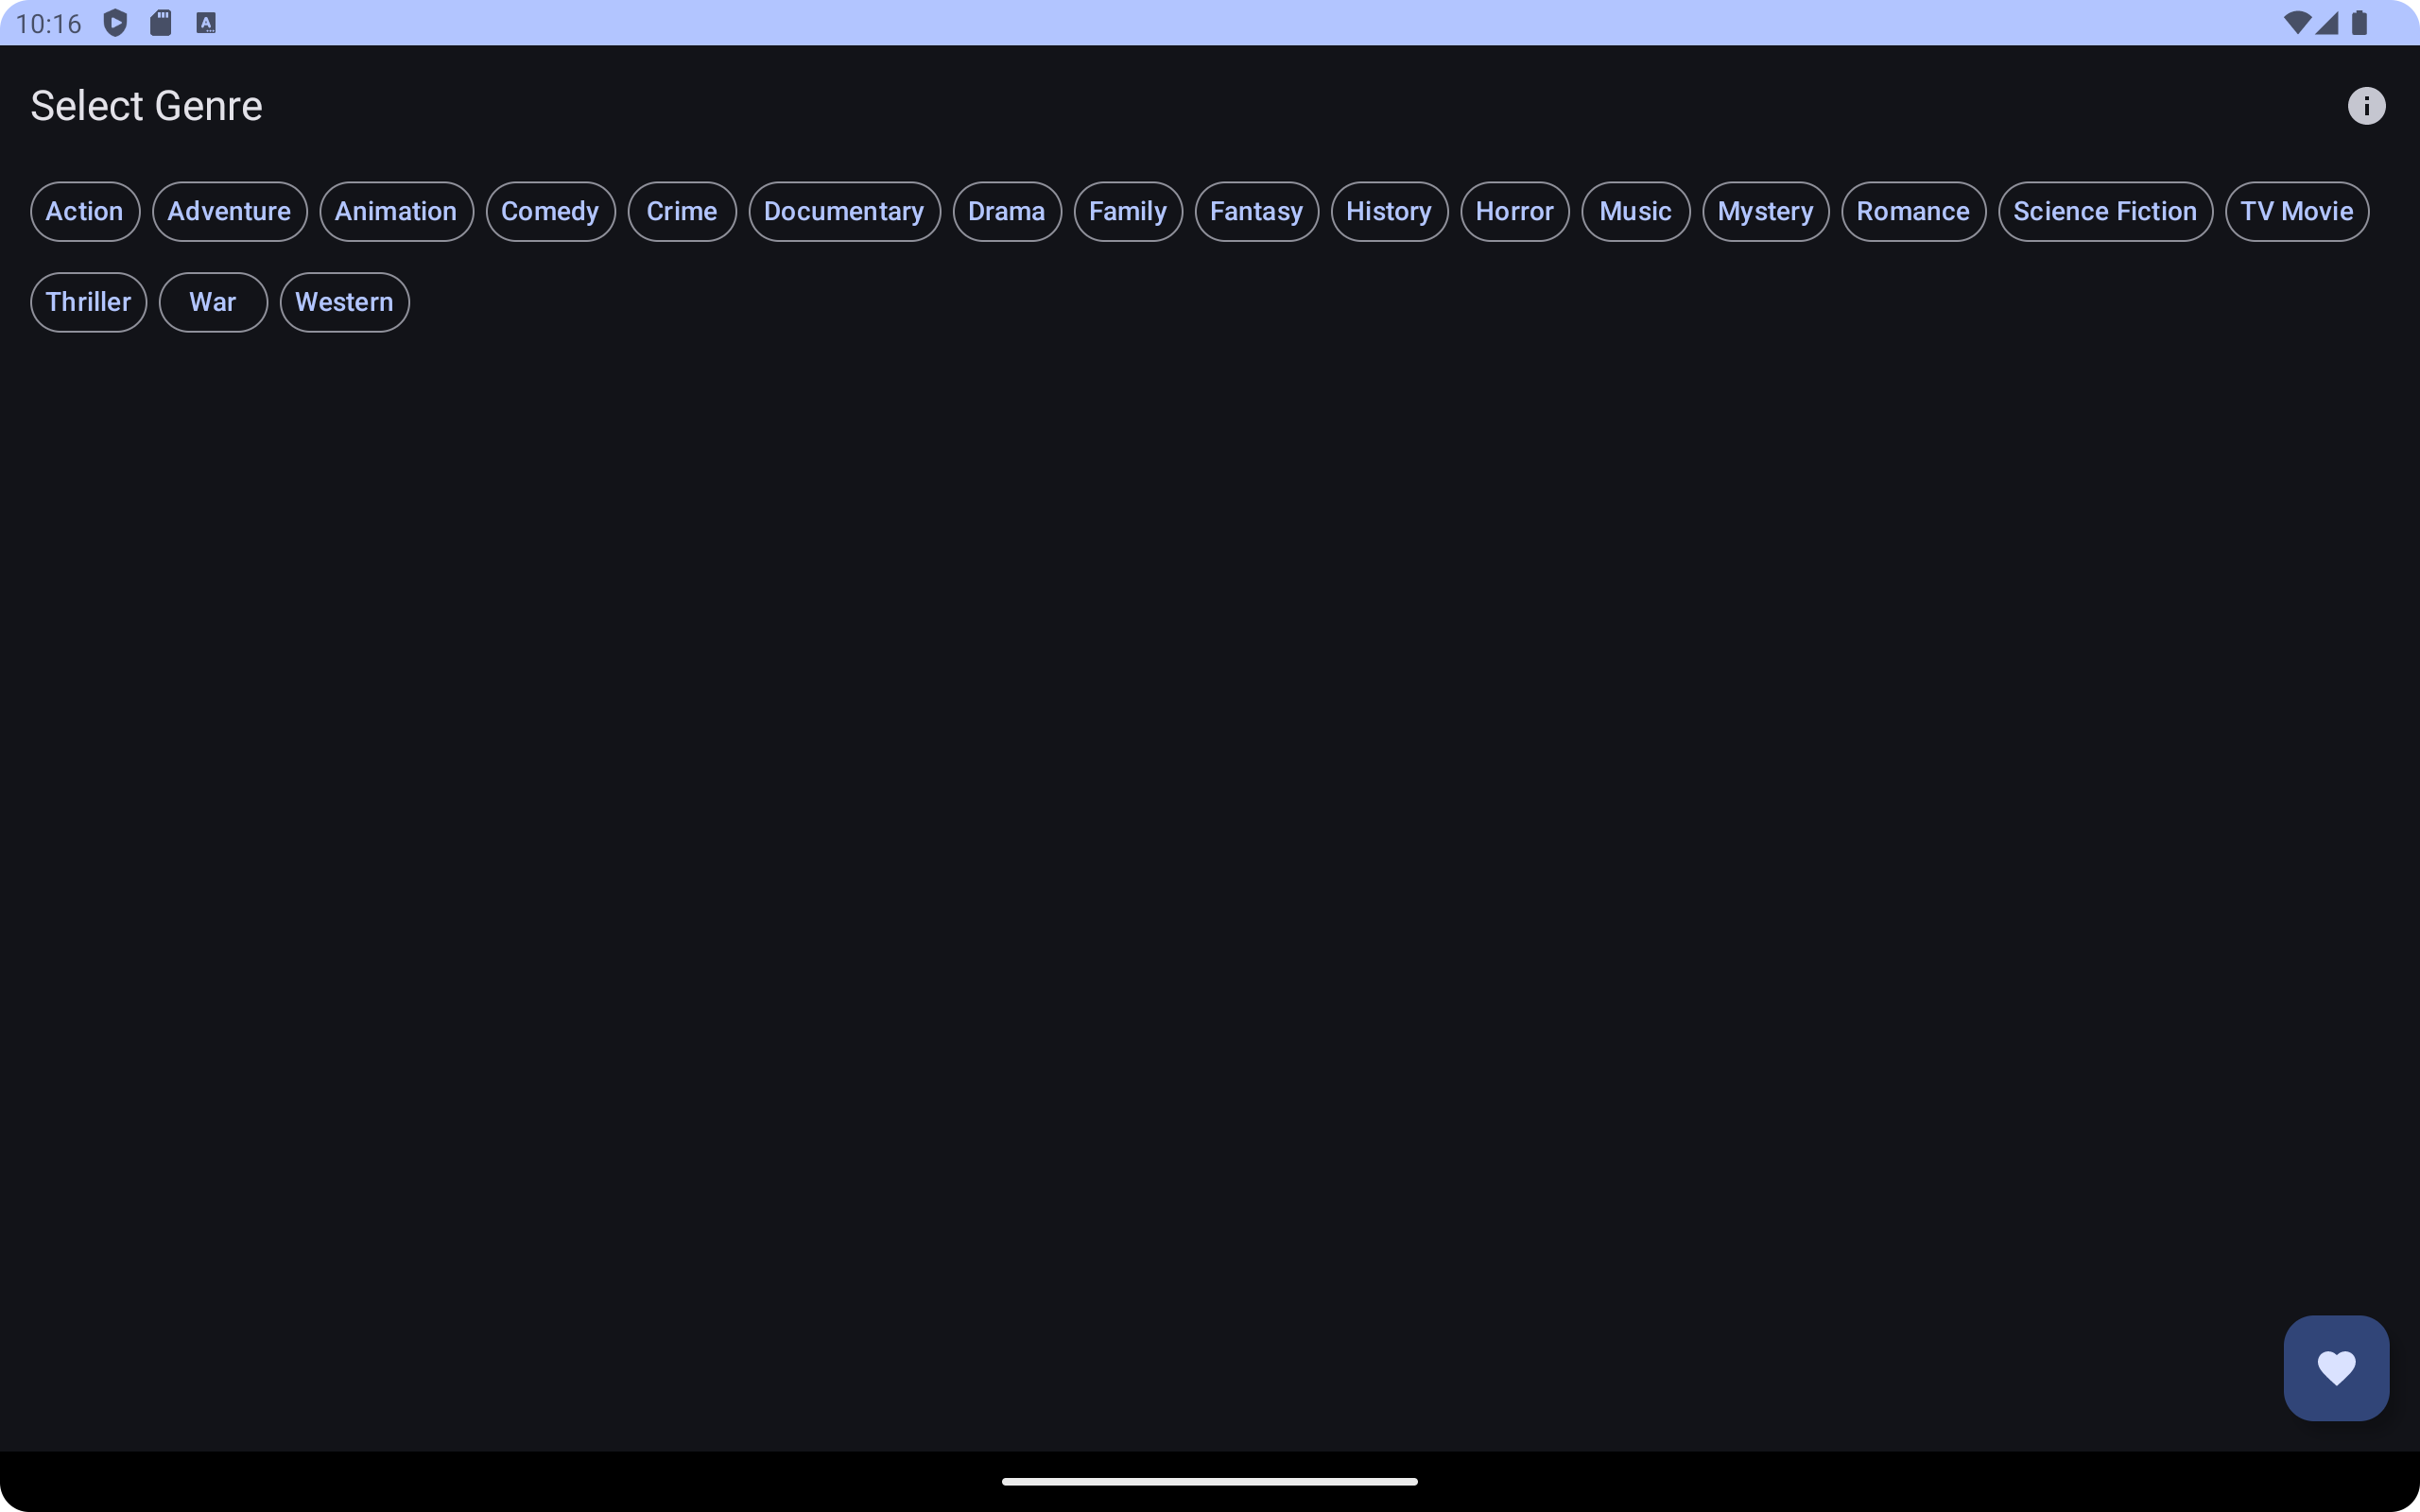 10:16
Select Genre
Action Adventure Animation Comedy Crime Documentary Drama Family Fantasy History Horror Music Mystery Romance Science Fiction TV Movie
Thriller War Western